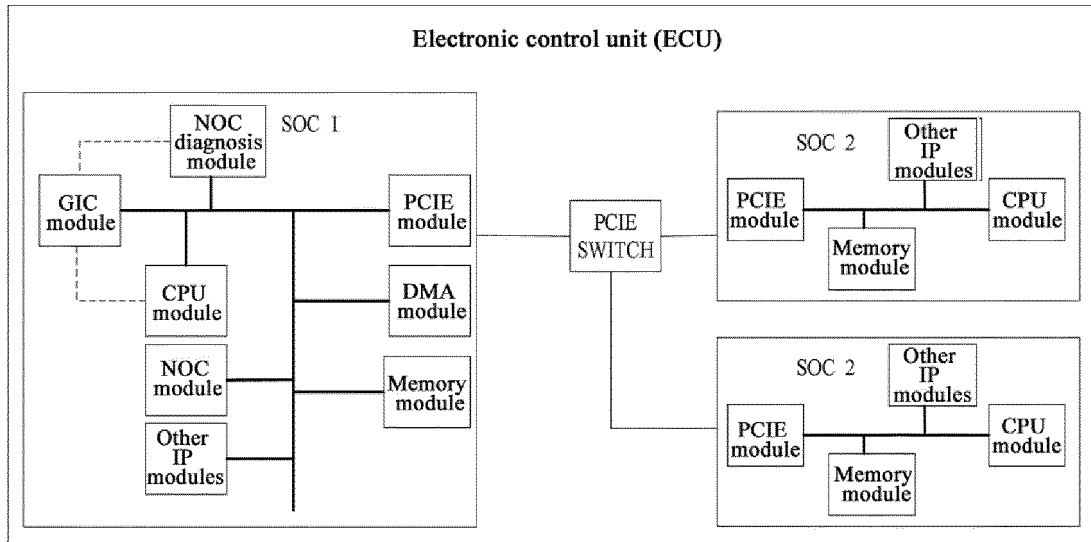 Electronic control unit (ECU)
SOC 1
NOC
diagnosis
module
GIC
module
PCIE
module
CPU
module
DMA
module
NOC
module
Memory
module
Other
IP
modules
PCIE
SWITCH
SOC 2
Other
IP
modules
PCIE
module
CPU
module
Memory
module
SOC 2
Other
IP
modules
PCIE
module
CPU
module
Memory
module